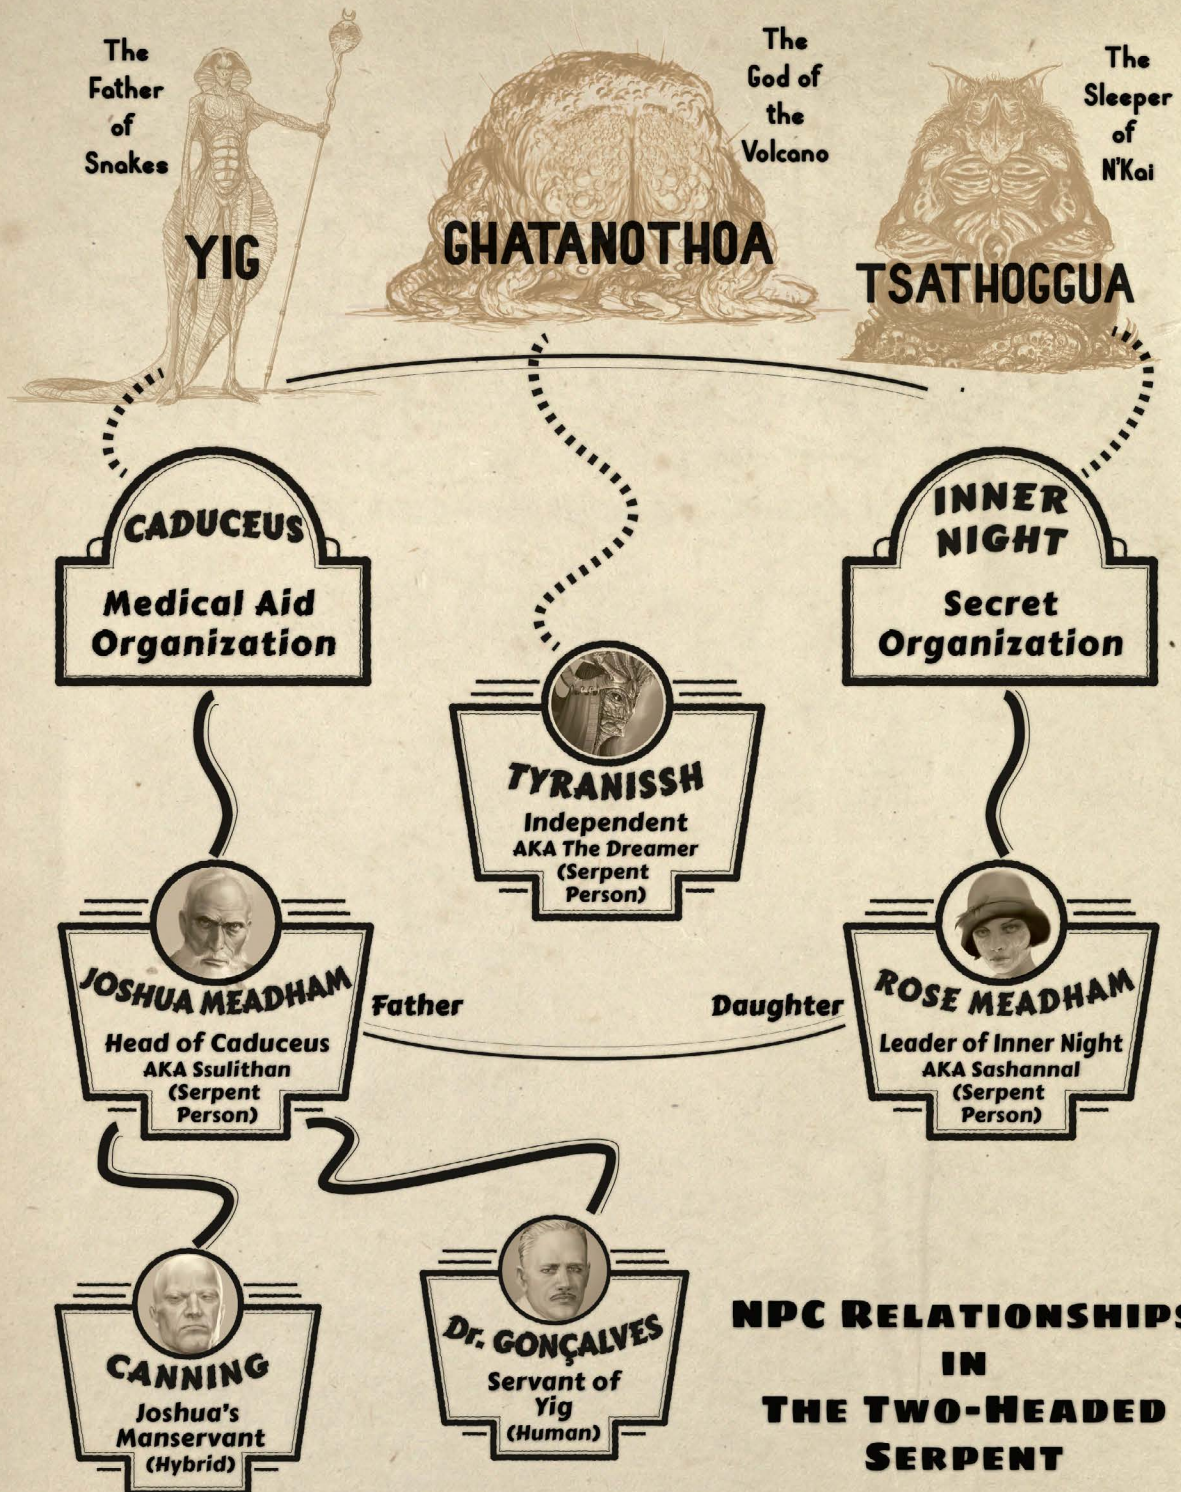 The
Father
of
Snakes
YIG
The
God of
the
Volcano
GHATANOTHOA
The
Sleeper
of
N'Kai
TSATHOGGUA
CADUCEUS
Medical Aid
Organization
INNER
NIGHT
Secret
Organization
TYRANISSH
Independent
AKA The Dreamer
(Serpent
Person)
JOSHUA MEADHAM
Head of Caduceus
AKA Ssulithan
(Serpent
Person)
Father
Daughter
ROSE MEADHAM
Leader of Inner Night
AKA Sashannal
(Serpent
Person)
CANNING
Joshua's
Manservant
(Hybrid)
Dr. GONÇALVES
Servant of
Yig
(Human)
NPC RELATIONSHIPS
IN
THE TWO-HEADED
SERPENT